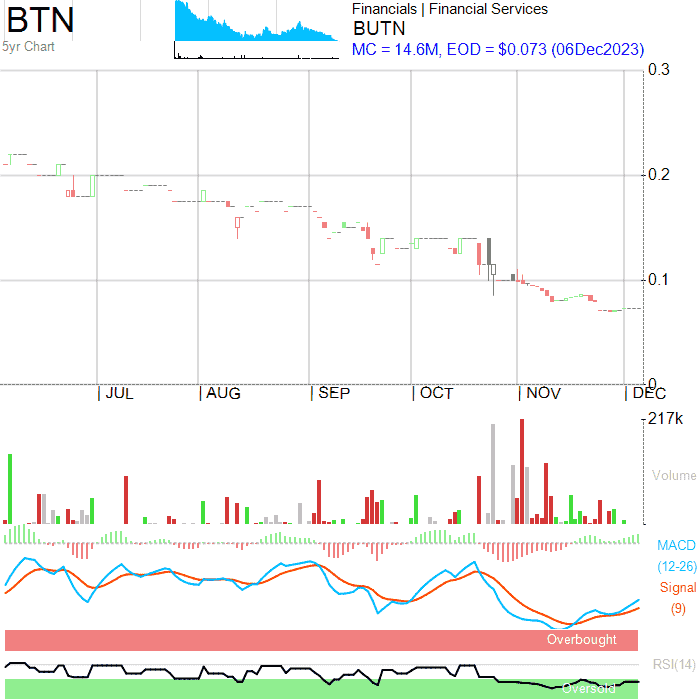 BTN
5yr Chart
Financials | Financial Services
BUTN
MC = 14.6M, EOD = $0.073 (06Dec2023)
0.3
0.2
0.1
0
JUL AUG SEP OCT NOV DEC
217k
Volume
MACD
(12-26)
Signal
(9)
Overbought
RSI(14)
Oversold